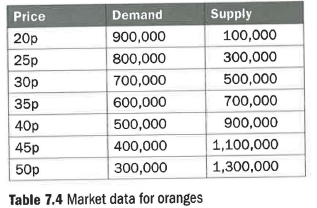 Price Demand Supply
20p 900,000 100,000
25p 800,000 300,000
30p 700,000 500,000
35p 600,000 700,000
40p 500,000 900,000
45p 400,000 1,100,000
50p 300,000 1,300,000
Table 7.4 Market data for oranges